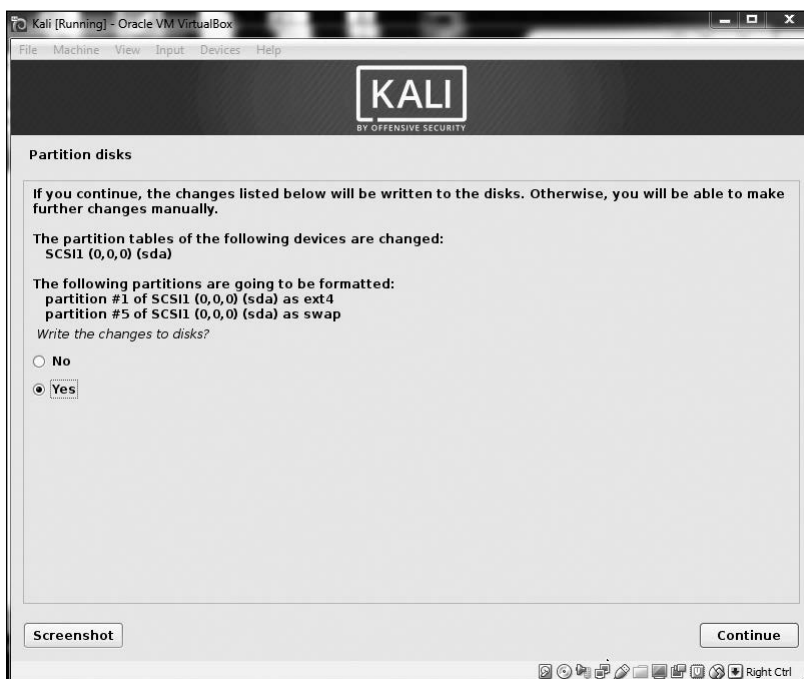 Kali [Running] - Oracle VM VirtualBox
File Machine View Input Devices Help
KALI
BY OFFENSIVE SECURITY
Partition disks
If you continue, the changes listed below will be written to the disks. Otherwise, you will be able to make
further changes manually.
The partition tables of the following devices are changed:
SCSI1 (0,0,0) (sda)
The following partitions are going to be formatted:
partition #1 of SCSI1 (0,0,0) (sda) as ext4
partition #5 of SCSI1 (0,0,0) (sda) as swap
Write the changes to disks?
No
Yes
Screenshot
Continue
Right Ctrl